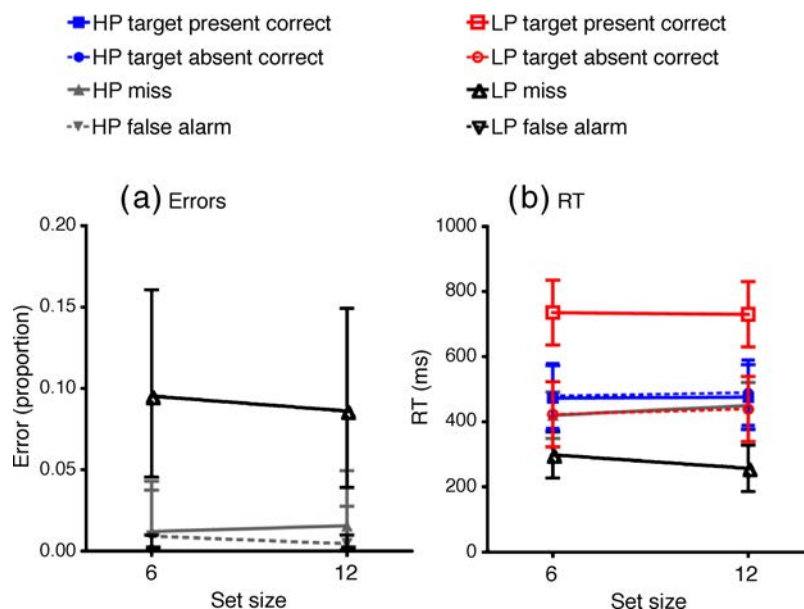 HP target present correct
HP target absent correct
HP miss
HP false alarm
LP target present correct
LP target absent correct
LP miss
LP false alarm
(a) Errors
0.20
0.15
0.10
0.05
0.00
Error (proportion)
6 12
Set size
(b) RT
1000
800
600
400
200
0
RT (ms)
6 12
Set size